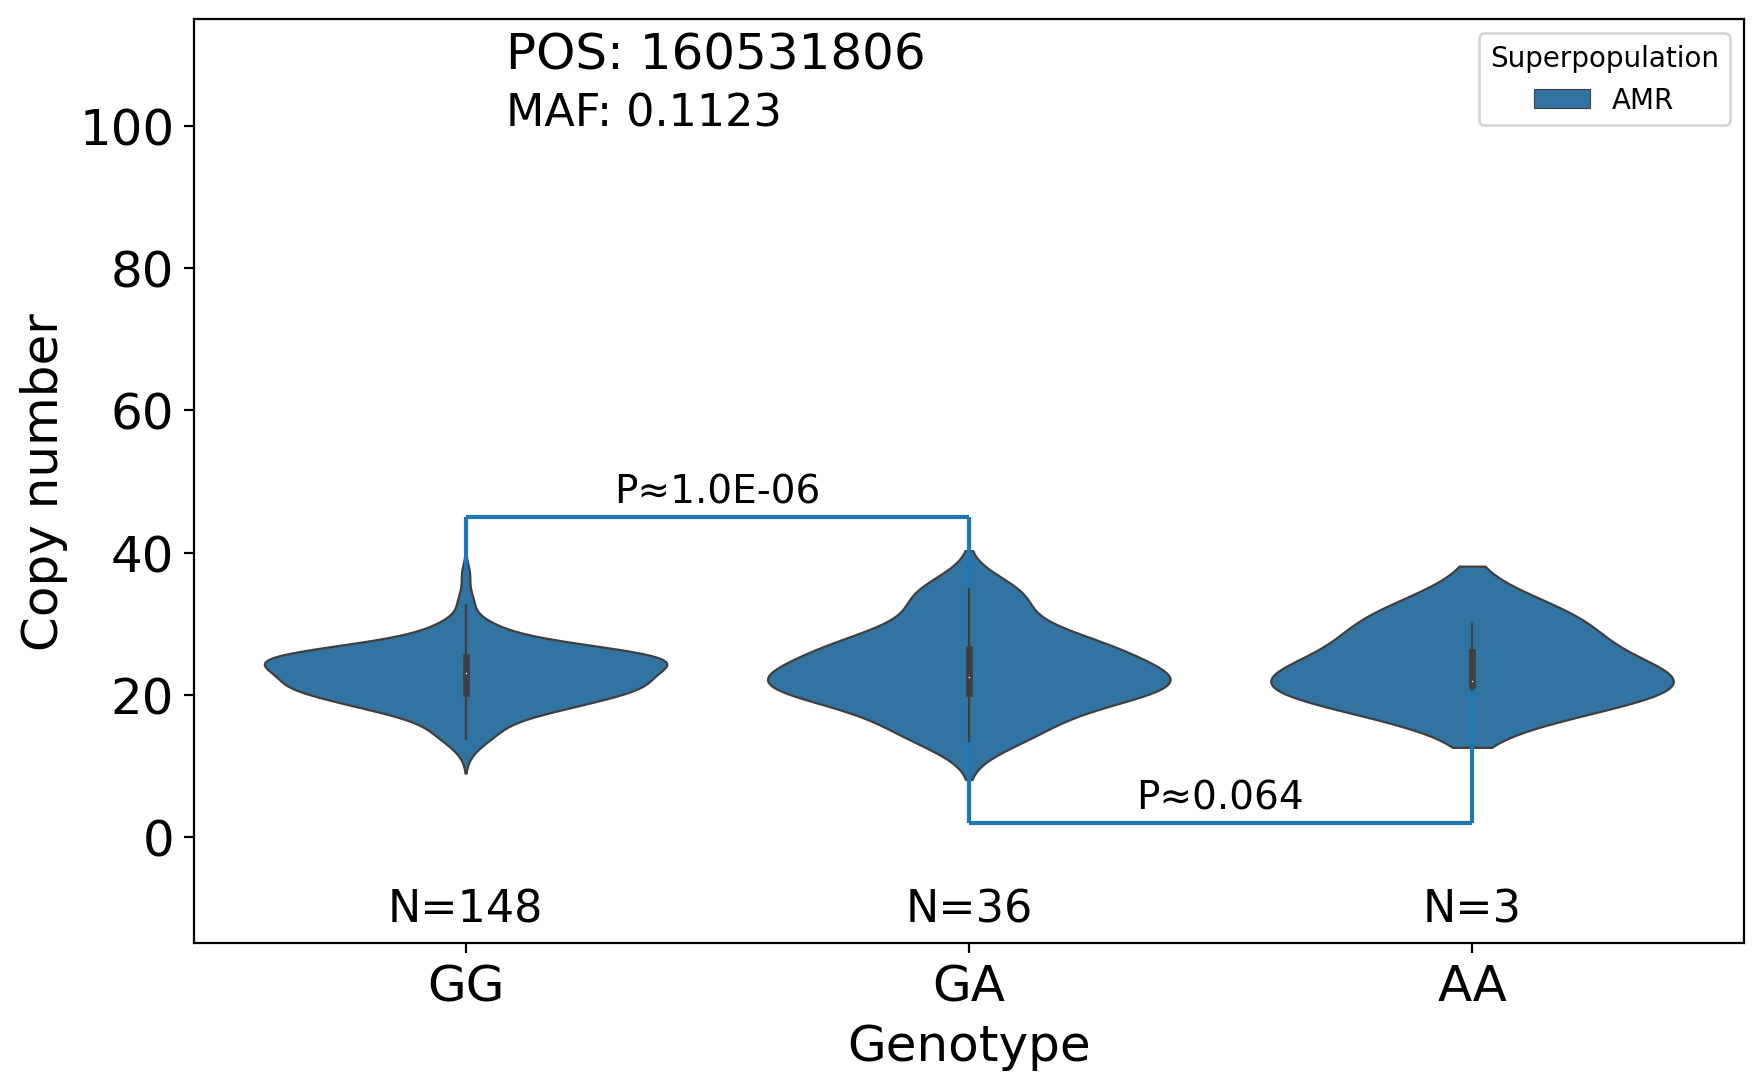 POS: 160531806
MAF: 0.1123
Superpopulation
AMR
Copy number
100
80
60
40
20
0
P≈1.0E-06
P≈0.064
N=148
N=36
N=3
GG
GA
AA
Genotype